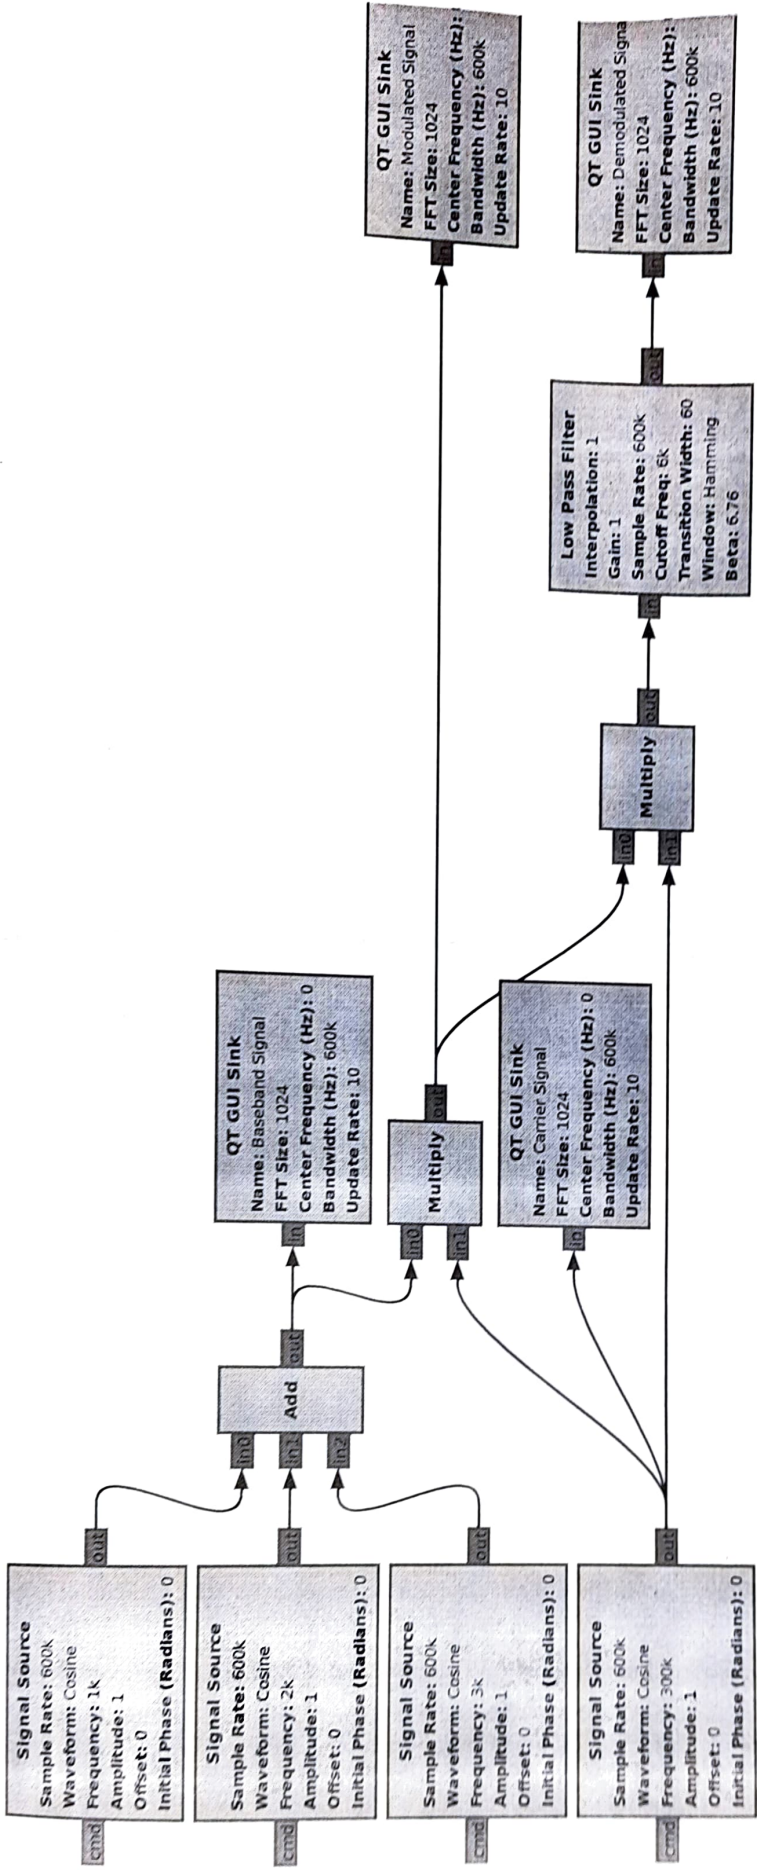 Signal Source
Sample Rate: 600k
Waveform: Cosine
Frequency: 1k
Amplitude: 1
Offset: 0
Initial Phase (Radians): 0
cmd
out
Signal Source
Sample Rate: 600k
Waveform: Cosine
Frequency: 2k
Amplitude: 1
Offset: 0
Initial Phase (Radians): 0
cmd
out
Signal Source
Sample Rate: 600k
Waveform: Cosine
Frequency: 3k
Amplitude: 1
Offset: 0
Initial Phase (Radians): 0
cmd
out
Signal Source
Sample Rate: 600k
Waveform: Cosine
Frequency: 300k
Amplitude: 1
Offset: 0
Initial Phase (Radians): 0
cmd
out
in0
in1
in2
Add
out
in
QT GUI Sink
Name: Baseband Signal
FFT Size: 1024
Center Frequency (Hz): 0
Bandwidth (Hz): 600k
Update Rate: 10
in0
in1
Multiply
out
in
QT GUI Sink
Name: Carrier Signal
FFT Size: 1024
Center Frequency (Hz): 0
Bandwidth (Hz): 600k
Update Rate: 10
in0
in1
Multiply
out
in
Low Pass Filter
Interpolation: 1
Gain: 1
Sample Rate: 600k
Cutoff Freq: 6k
Transition Width: 60
Window: Hamming
Beta: 6.76
out
in
QT GUI Sink
Name: Modulated Signal
FFT Size: 1024
Center Frequency (Hz):
Bandwidth (Hz): 600k
Update Rate: 10
in
QT GUI Sink
Name: Demodulated Signa
FFT Size: 1024
Center Frequency (Hz):
Bandwidth (Hz): 600k
Update Rate: 10